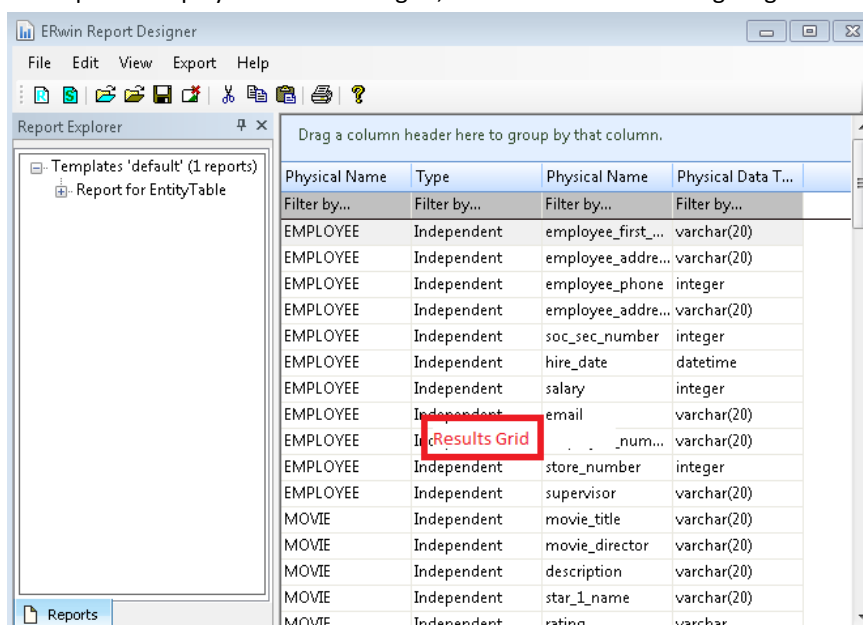 ERwin Report Designer
File Edit View Export Help
Report Explorer
Templates 'default' (1 reports)
Report for EntityTable
Reports
Drag a column header here to group by that column.
Physical Name Type Physical Name Physical Data T...
Filter by... Filter by... Filter by... Filter by...
EMPLOYEE Independent employee_first_... varchar(20)
EMPLOYEE Independent employee_addre... varchar(20)
EMPLOYEE Independent employee_phone integer
EMPLOYEE Independent employee_addre... varchar(20)
EMPLOYEE Independent soc_sec_number integer
EMPLOYEE Independent hire_date datetime
EMPLOYEE Independent salary integer
EMPLOYEE Independent email varchar(20)
EMPLOYEE Results Grid _num... varchar(20)
EMPLOYEE Independent store_number integer
EMPLOYEE Independent supervisor varchar(20)
MOVIE Independent movie_title varchar(20)
MOVIE Independent movie_director varchar(20)
MOVIE Independent description varchar(20)
MOVIE Independent star_1_name varchar(20)
MOVIE Independent rating varchar